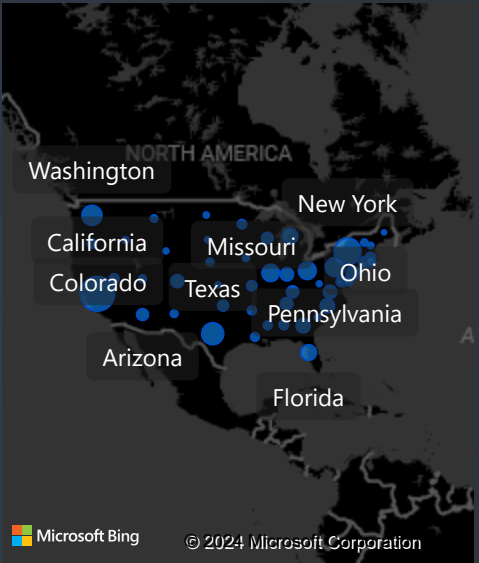 NORTH AMERICA
Washington
New York
California
Missouri
Colorado
Texas
Ohio
Pennsylvania
Arizona
Florida
A
Microsoft Bing
© 2024 Microsoft Corporation